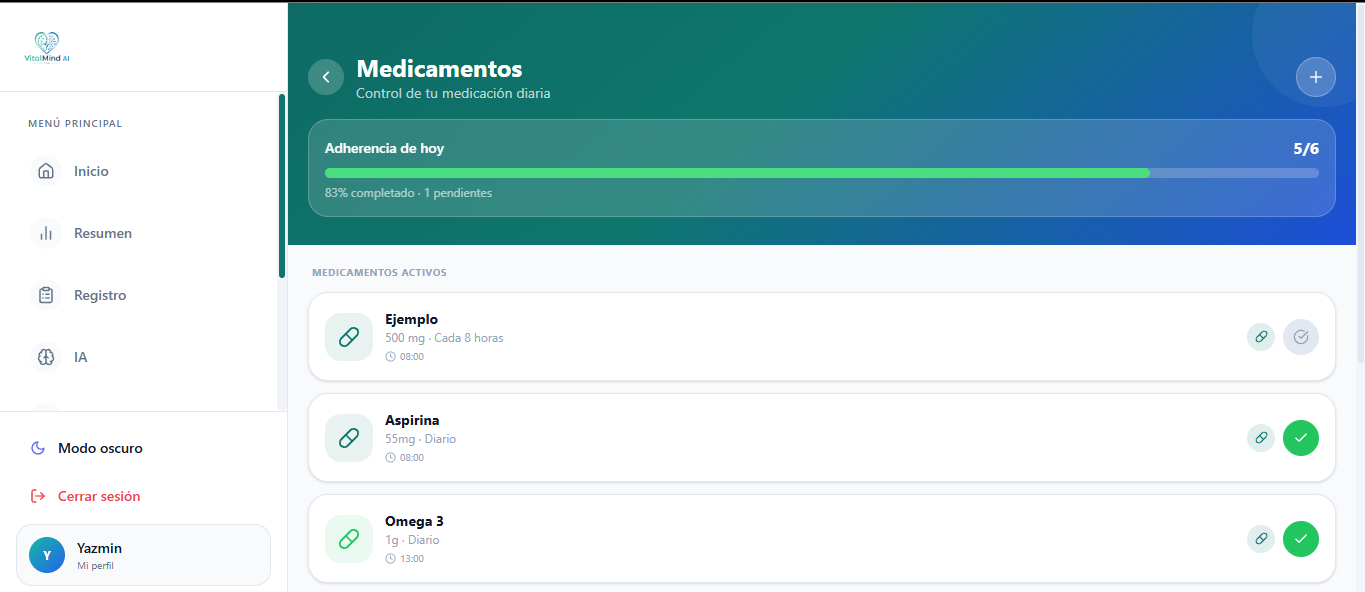 VitalMind AI
MENÚ PRINCIPAL
Inicio
Resumen
Registro
IA
Modo oscuro
Cerrar sesión
Y
Yazmin
Mi perfil
Medicamentos
Control de tu medicación diaria
Adherencia de hoy
5/6
83% completado · 1 pendientes
MEDICAMENTOS ACTIVOS
Ejemplo
500 mg · Cada 8 horas
08:00
Aspirina
55mg · Diario
08:00
Omega 3
1g · Diario
13:00